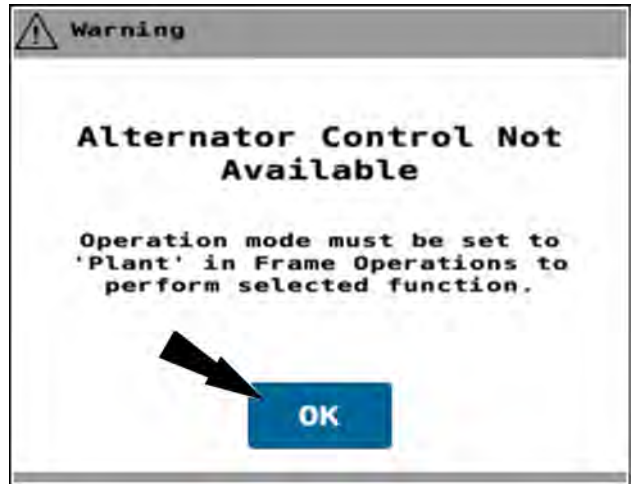 Warning
Alternator Control Not
Available
Operation mode must be set to
'Plant' in Frame Operations to
perform selected function.
OK